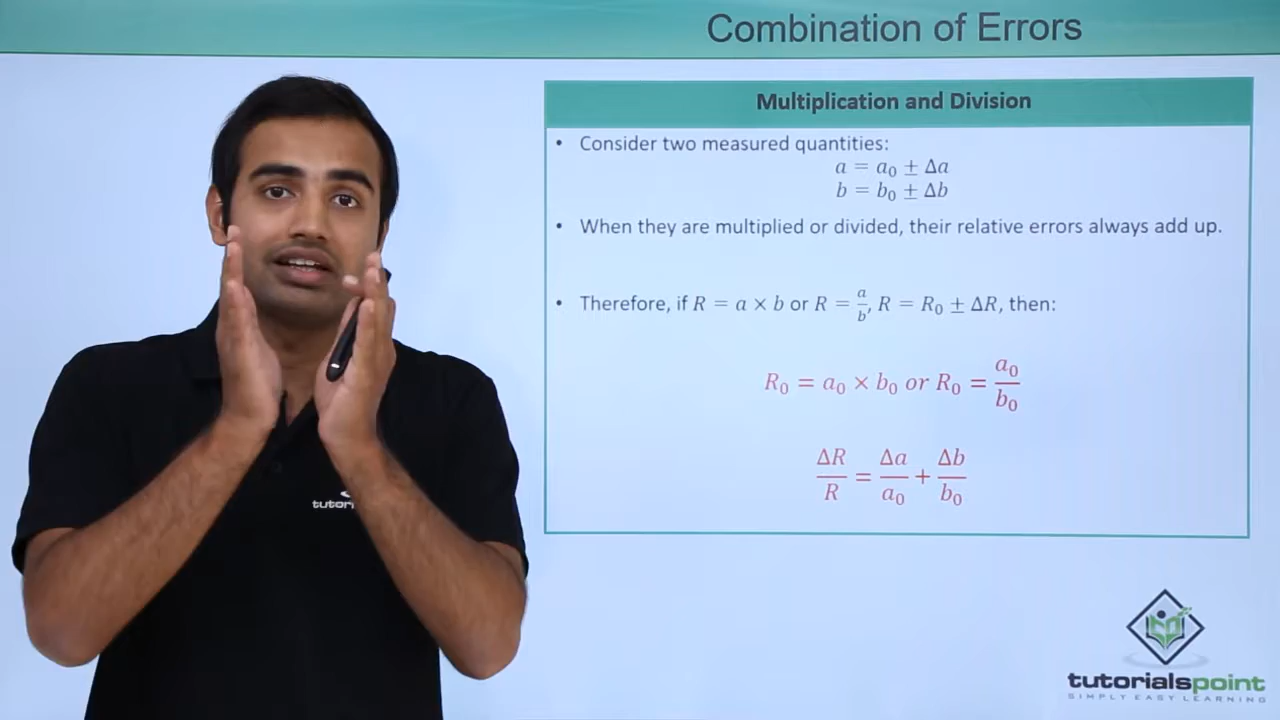 Combination of Errors
Multiplication and Division
• Consider two measured quantities:
a = a₀ ± Δa
b = b₀ ± Δb
• When they are multiplied or divided, their relative errors always add up.
• Therefore, if R = a × b or R = a/b, R = R₀ ± ΔR, then:
R₀ = a₀ × b₀ or R₀ = a₀/b₀
ΔR/R = Δa/a₀ + Δb/b₀
tutori
tutorialspoint
SIMPLY EASY LEARNING